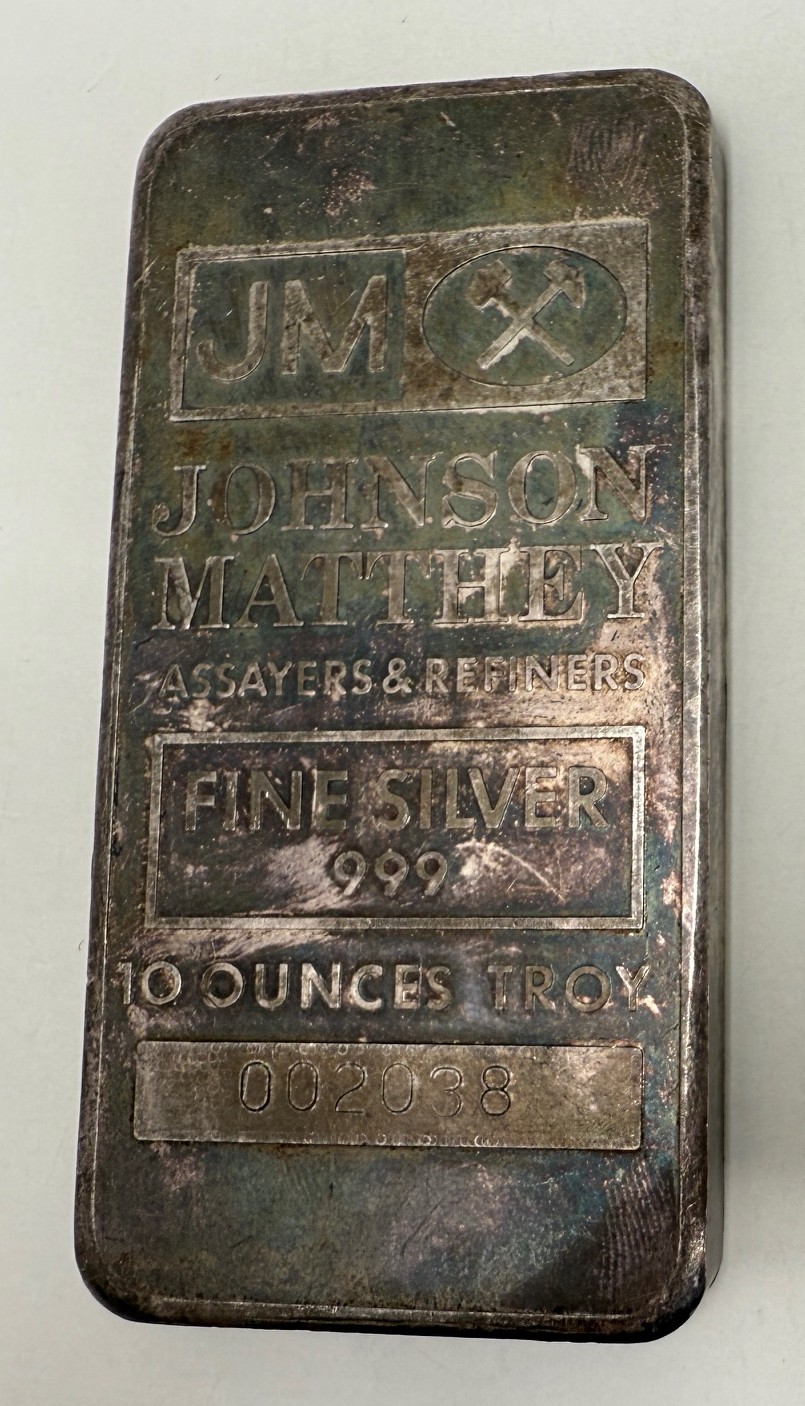 JM
JOHNSON
MATTHEY
ASSAYERS & REFINERS
FINE SILVER
999
10 OUNCES TROY
002038